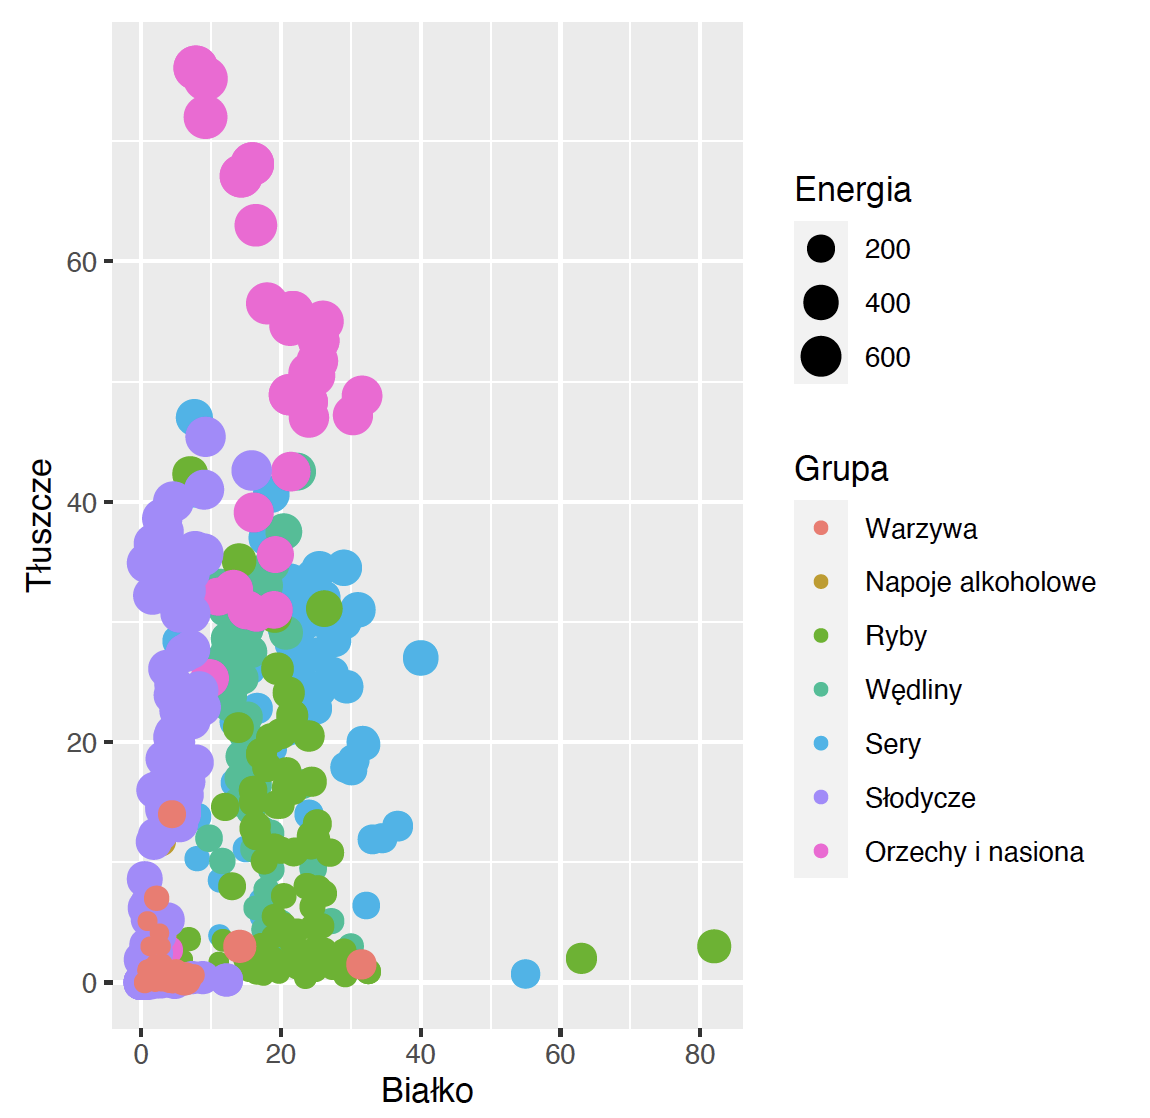 Tłuszcze
60
40
20
0
0 20 40 60 80
Białko
Energia
200
400
600
Grupa
Warzywa
Napoje alkoholowe
Ryby
Wędliny
Sery
Słodycze
Orzechy i nasiona